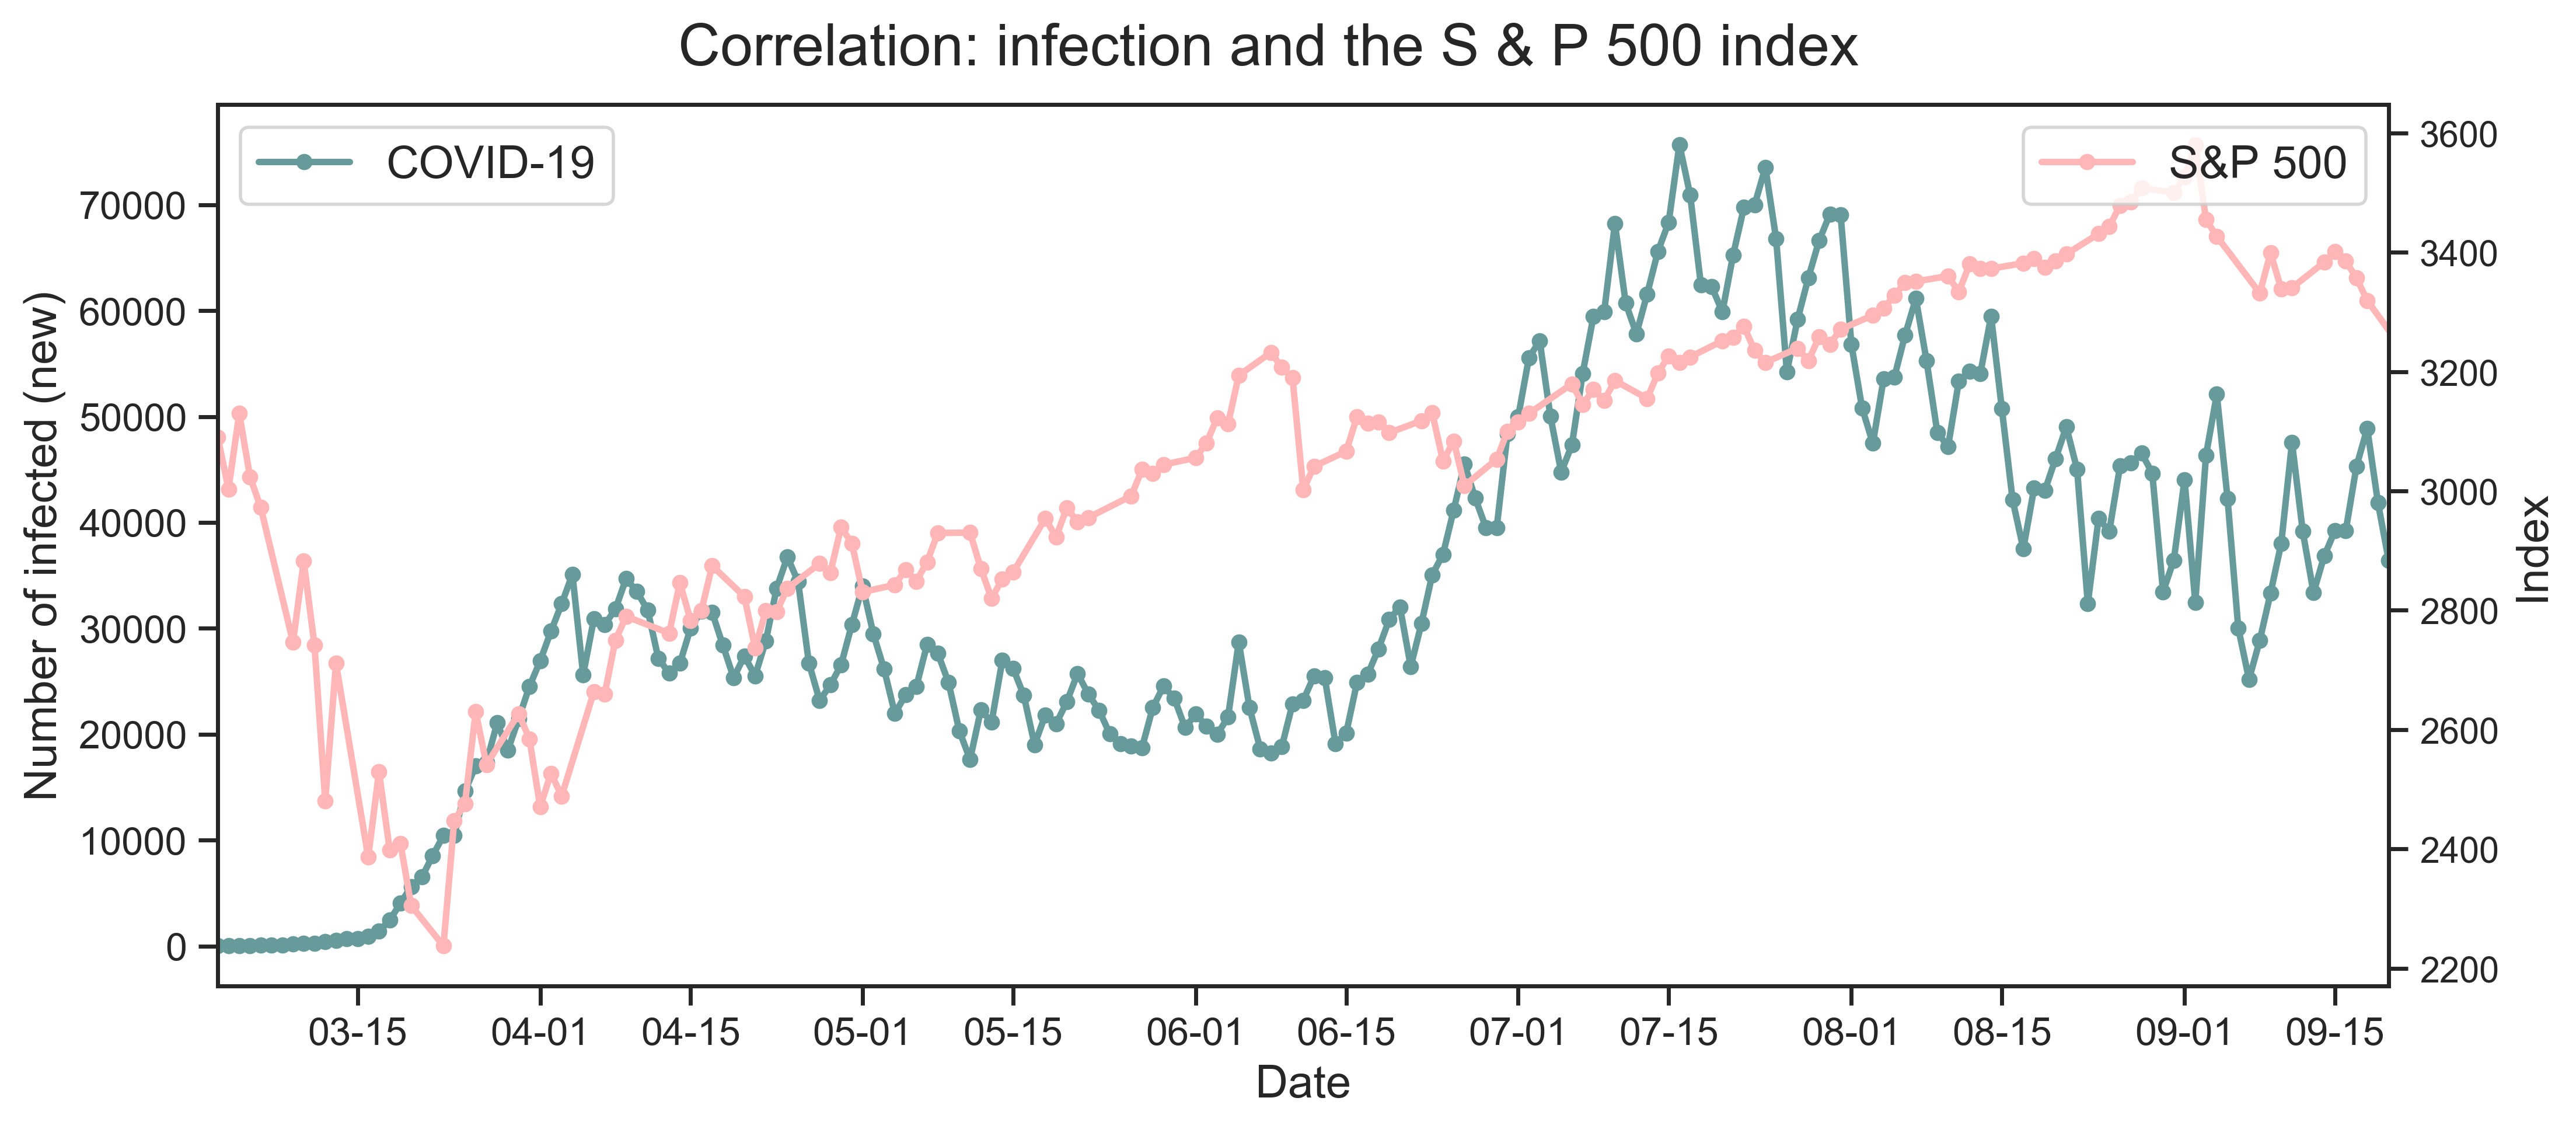 Correlation: infection and the S & P 500 index
COVID-19
S&P 500
Number of infected (new)
70000
60000
50000
40000
30000
20000
10000
0
3600
3400
3200
3000
2800
2600
2400
2200
Index
03-15 04-01 04-15 05-01 05-15 06-01 06-15 07-01 07-15 08-01 08-15 09-01 09-15
Date